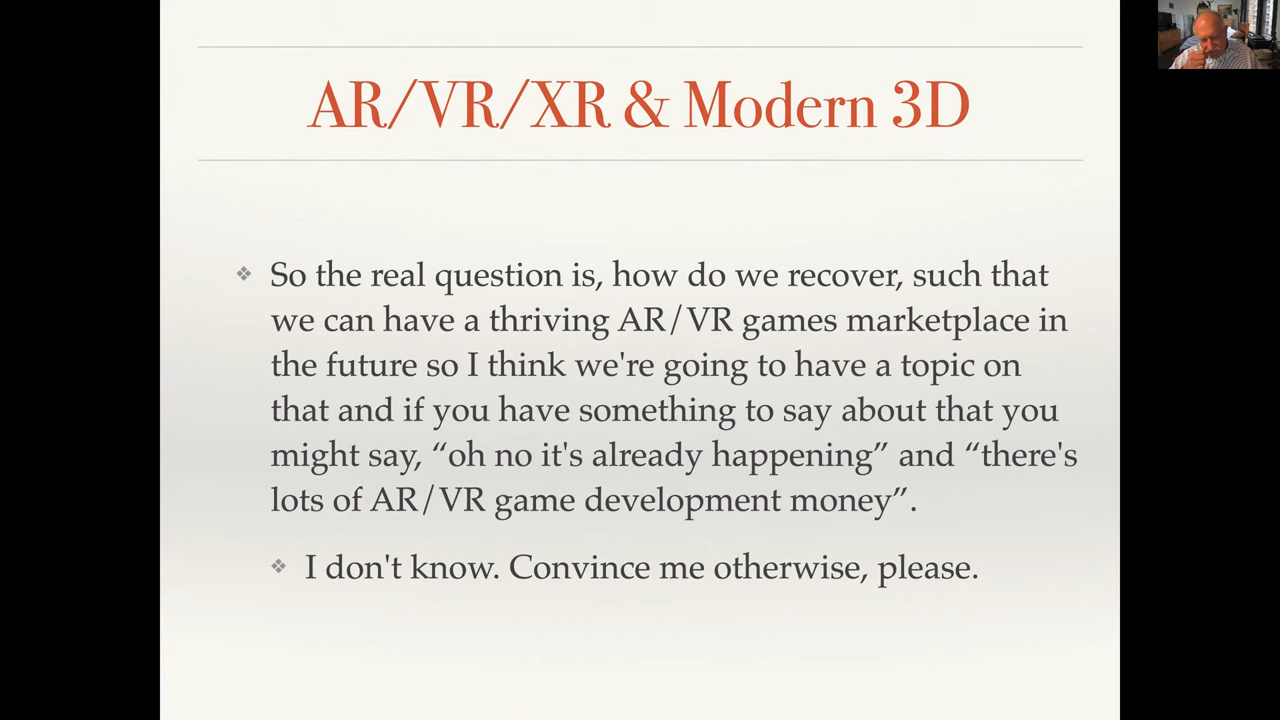 AR/VR/XR & Modern 3D
❖ So the real question is, how do we recover, such that
we can have a thriving AR/VR games marketplace in
the future so I think we're going to have a topic on
that and if you have something to say about that you
might say, “oh no it's already happening” and “there's
lots of AR/VR game development money”.
❖ I don't know. Convince me otherwise, please.